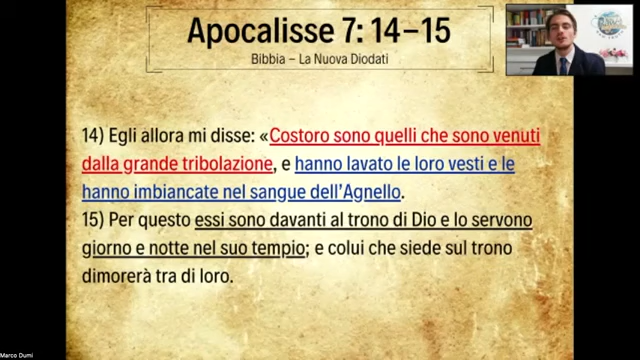 Apocalisse 7: 14–15
Bibbia – La Nuova Diodati
14) Egli allora mi disse: «Costoro sono quelli che sono venuti
dalla grande tribolazione, e hanno lavato le loro vesti e le
hanno imbiancate nel sangue dell'Agnello.
15) Per questo essi sono davanti al trono di Dio e lo servono
giorno e notte nel suo tempio; e colui che siede sul trono
dimorerà tra di loro.
Marco Dumi